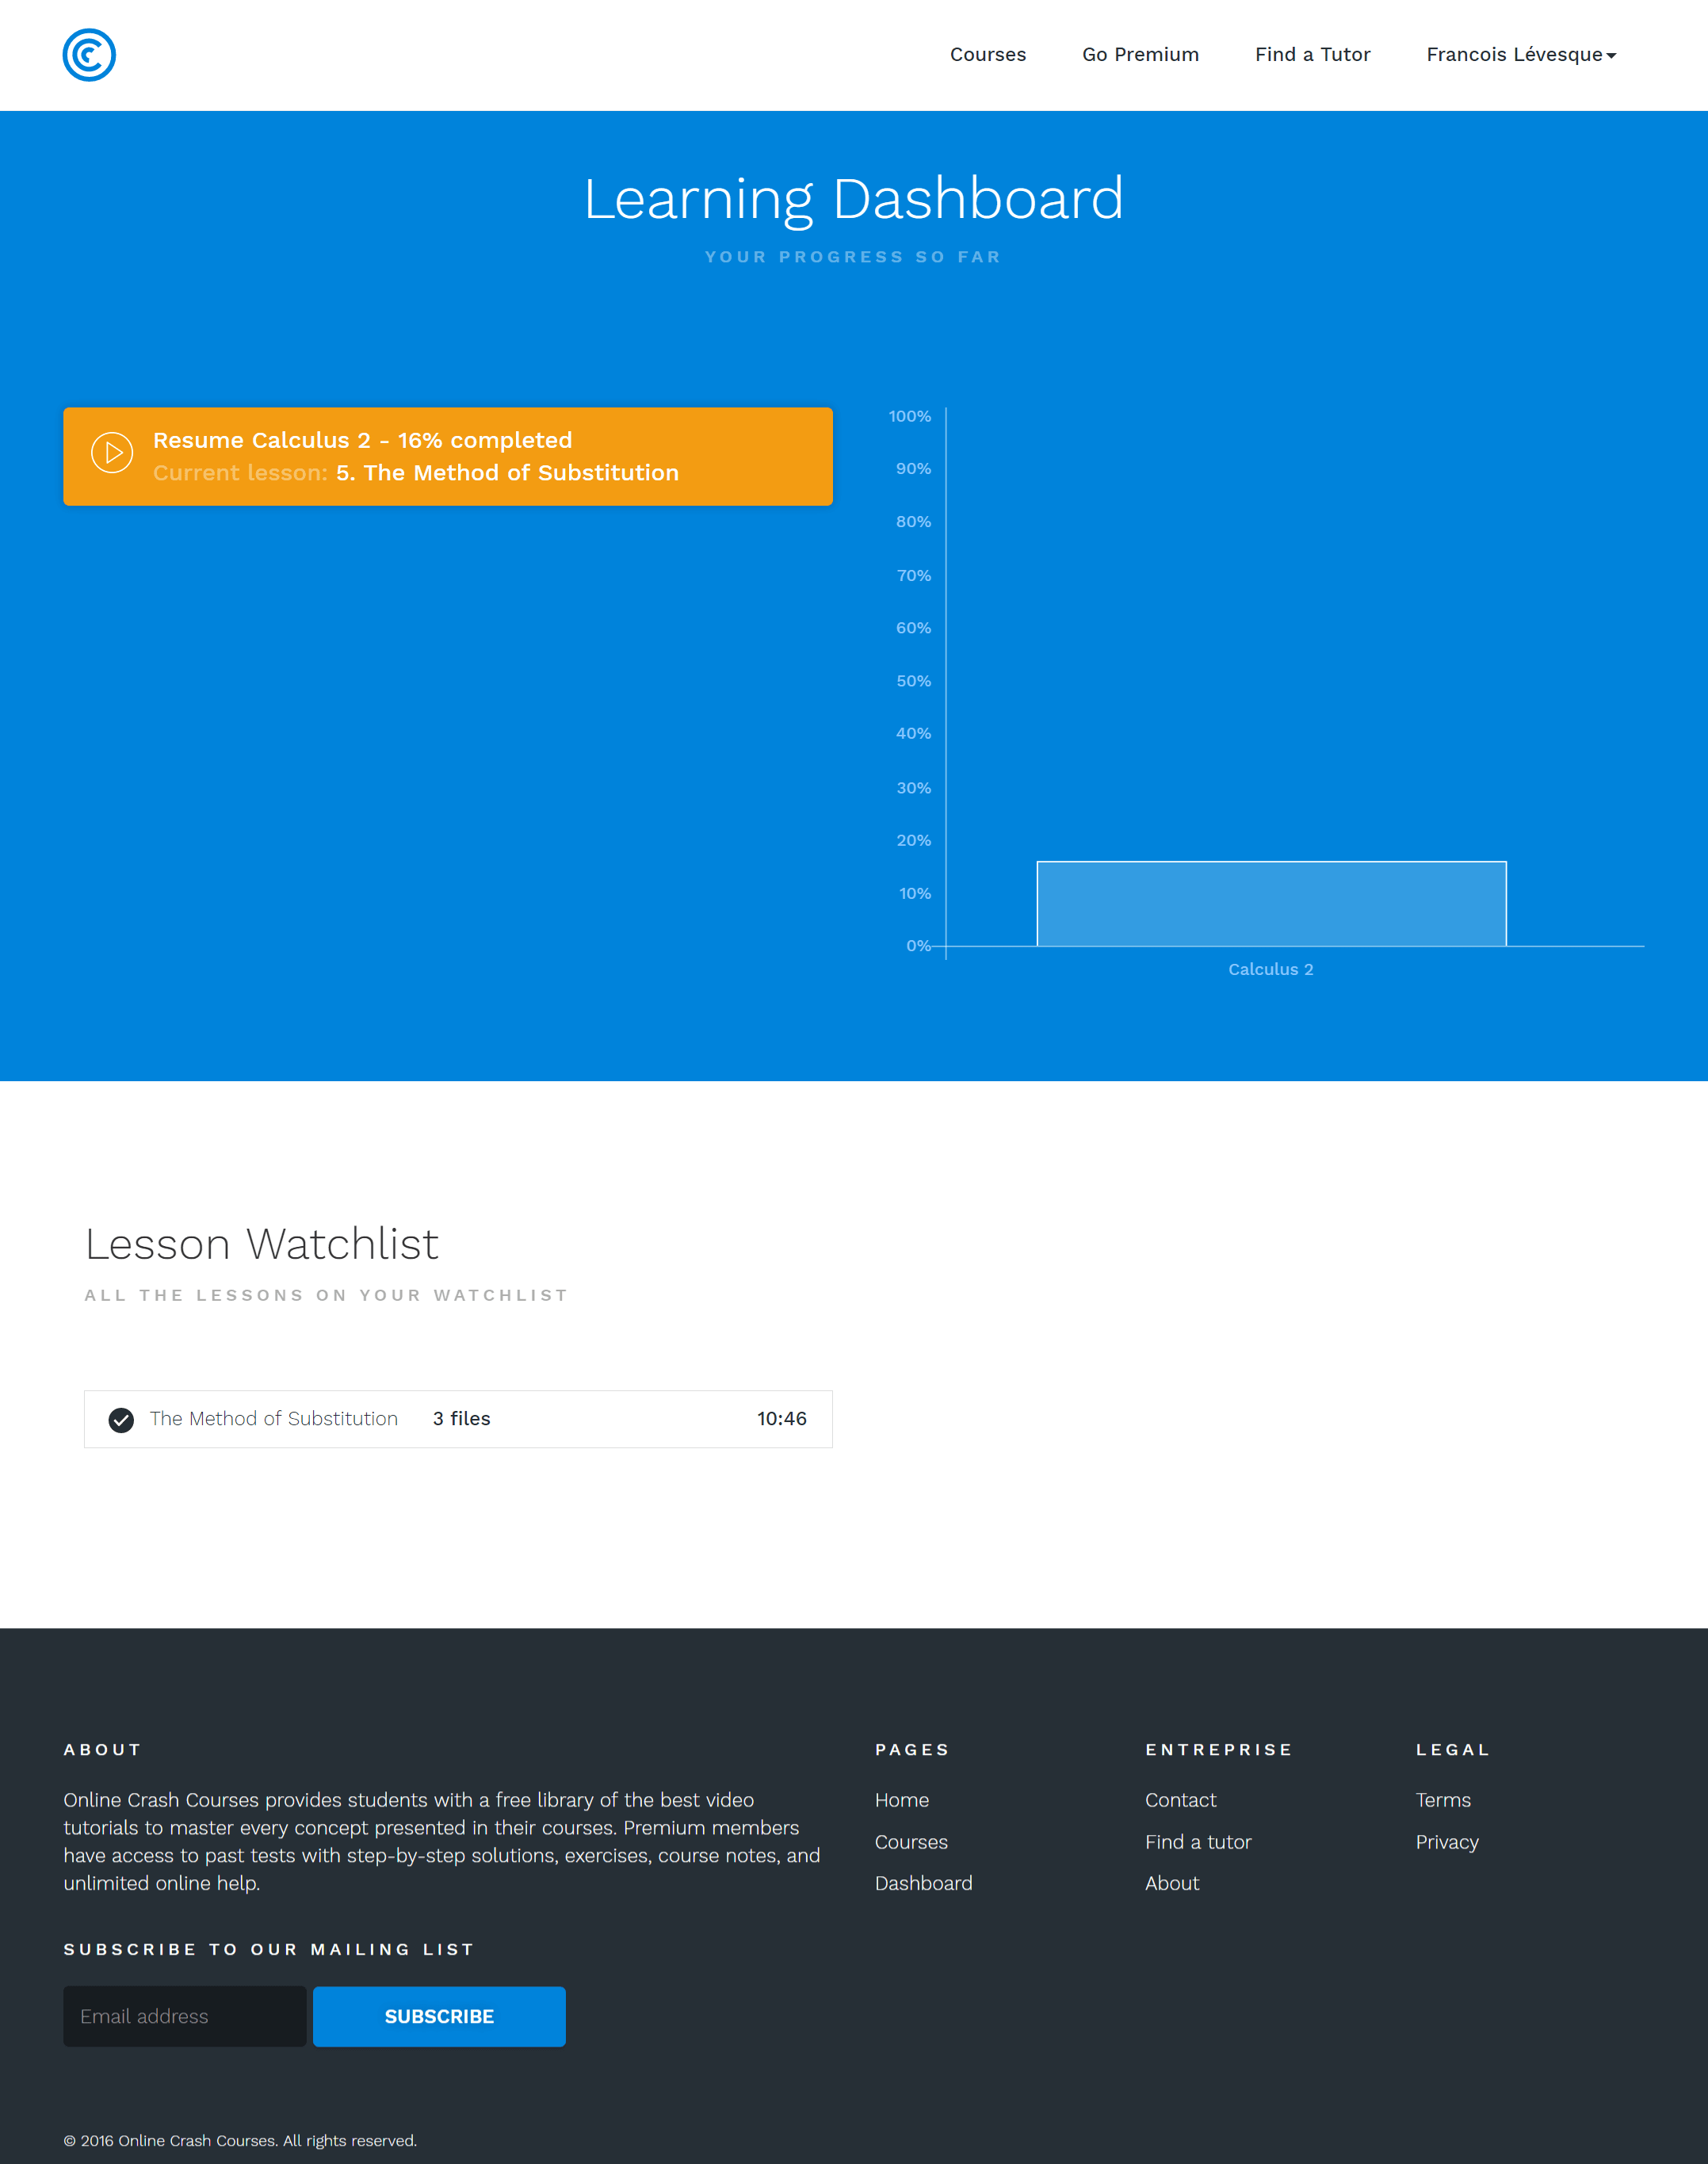 Courses Go Premium Find a Tutor Francois Lévesque
Learning Dashboard
YOUR PROGRESS SO FAR
Resume Calculus 2 - 16% completed
Current lesson: 5. The Method of Substitution
100%
90%
80%
70%
60%
50%
40%
30%
20%
10%
0%
Calculus 2
Lesson Watchlist
ALL THE LESSONS ON YOUR WATCHLIST
The Method of Substitution 3 files 10:46
ABOUT
Online Crash Courses provides students with a free library of the best video
tutorials to master every concept presented in their courses. Premium members
have access to past tests with step-by-step solutions, exercises, course notes, and
unlimited online help.
SUBSCRIBE TO OUR MAILING LIST
Email address SUBSCRIBE
PAGES
Home
Courses
Dashboard
ENTREPRISE
Contact
Find a tutor
About
LEGAL
Terms
Privacy
© 2016 Online Crash Courses. All rights reserved.